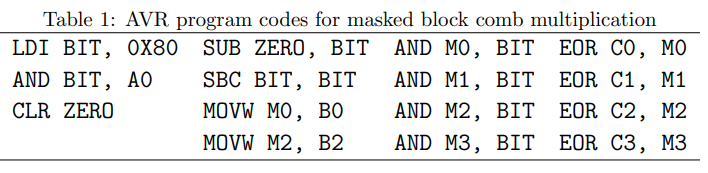 Table 1: AVR program codes for masked block comb multiplication
LDI BIT, 0X80 SUB ZERO, BIT AND M0, BIT EOR C0, M0
AND BIT, A0 SBC BIT, BIT AND M1, BIT EOR C1, M1
CLR ZERO MOVW M0, B0 AND M2, BIT EOR C2, M2
MOVW M2, B2 AND M3, BIT EOR C3, M3